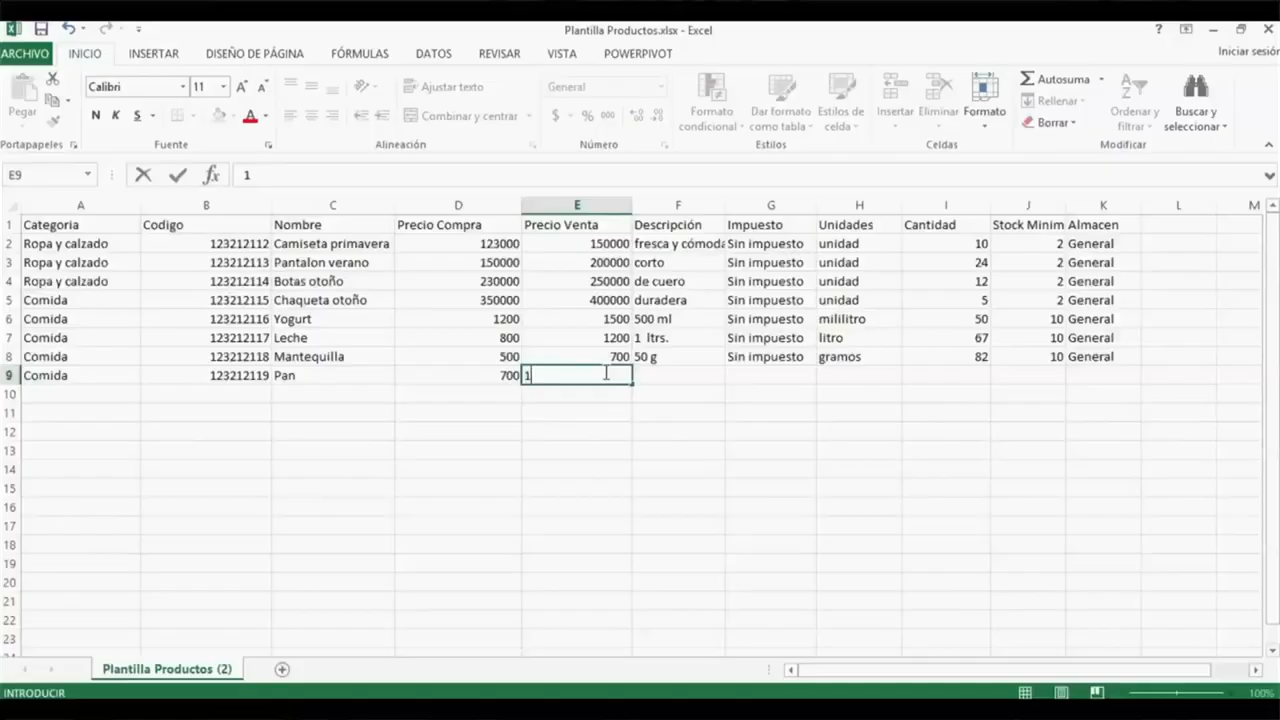 Plantilla Productos.xlsx - Excel
?
Iniciar sesión
ARCHIVO INICIO INSERTAR DISEÑO DE PÁGINA FÓRMULAS DATOS REVISAR VISTA POWERPIVOT
Pegar
Calibri 11 A A
N K S A
Ajustar texto
Combinar y centrar
General
$ % 000
Formato condicional
Dar formato como tabla
Estilos de celda
Insertar Eliminar Formato
Autosuma
Rellenar
Borrar
Ordenar y filtrar
Buscar y seleccionar
Portapapeles Fuente Alineación Número Estilos Celdas Modificar
E9 fx 1
A B C D E F G H I J K L M
1 Categoria Codigo Nombre Precio Compra Precio Venta Descripción Impuesto Unidades Cantidad Stock Minim Almacen
2 Ropa y calzado 123212112 Camiseta primavera 123000 150000 fresca y cómoda Sin impuesto unidad 10 2 General
3 Ropa y calzado 123212113 Pantalon verano 150000 200000 corto Sin impuesto unidad 24 2 General
4 Ropa y calzado 123212114 Botas otoño 230000 250000 de cuero Sin impuesto unidad 12 2 General
5 Comida 123212115 Chaqueta otoño 350000 400000 duradera Sin impuesto unidad 5 2 General
6 Comida 123212116 Yogurt 1200 1500 500 ml Sin impuesto mililitro 50 10 General
7 Comida 123212117 Leche 800 1200 1 ltrs. Sin impuesto litro 67 10 General
8 Comida 123212118 Mantequilla 500 700 50 g Sin impuesto gramos 82 10 General
9 Comida 123212119 Pan 700 1
10
11
12
13
14
15
16
17
18
19
20
21
22
23
Plantilla Productos (2)
INTRODUCIR 100%